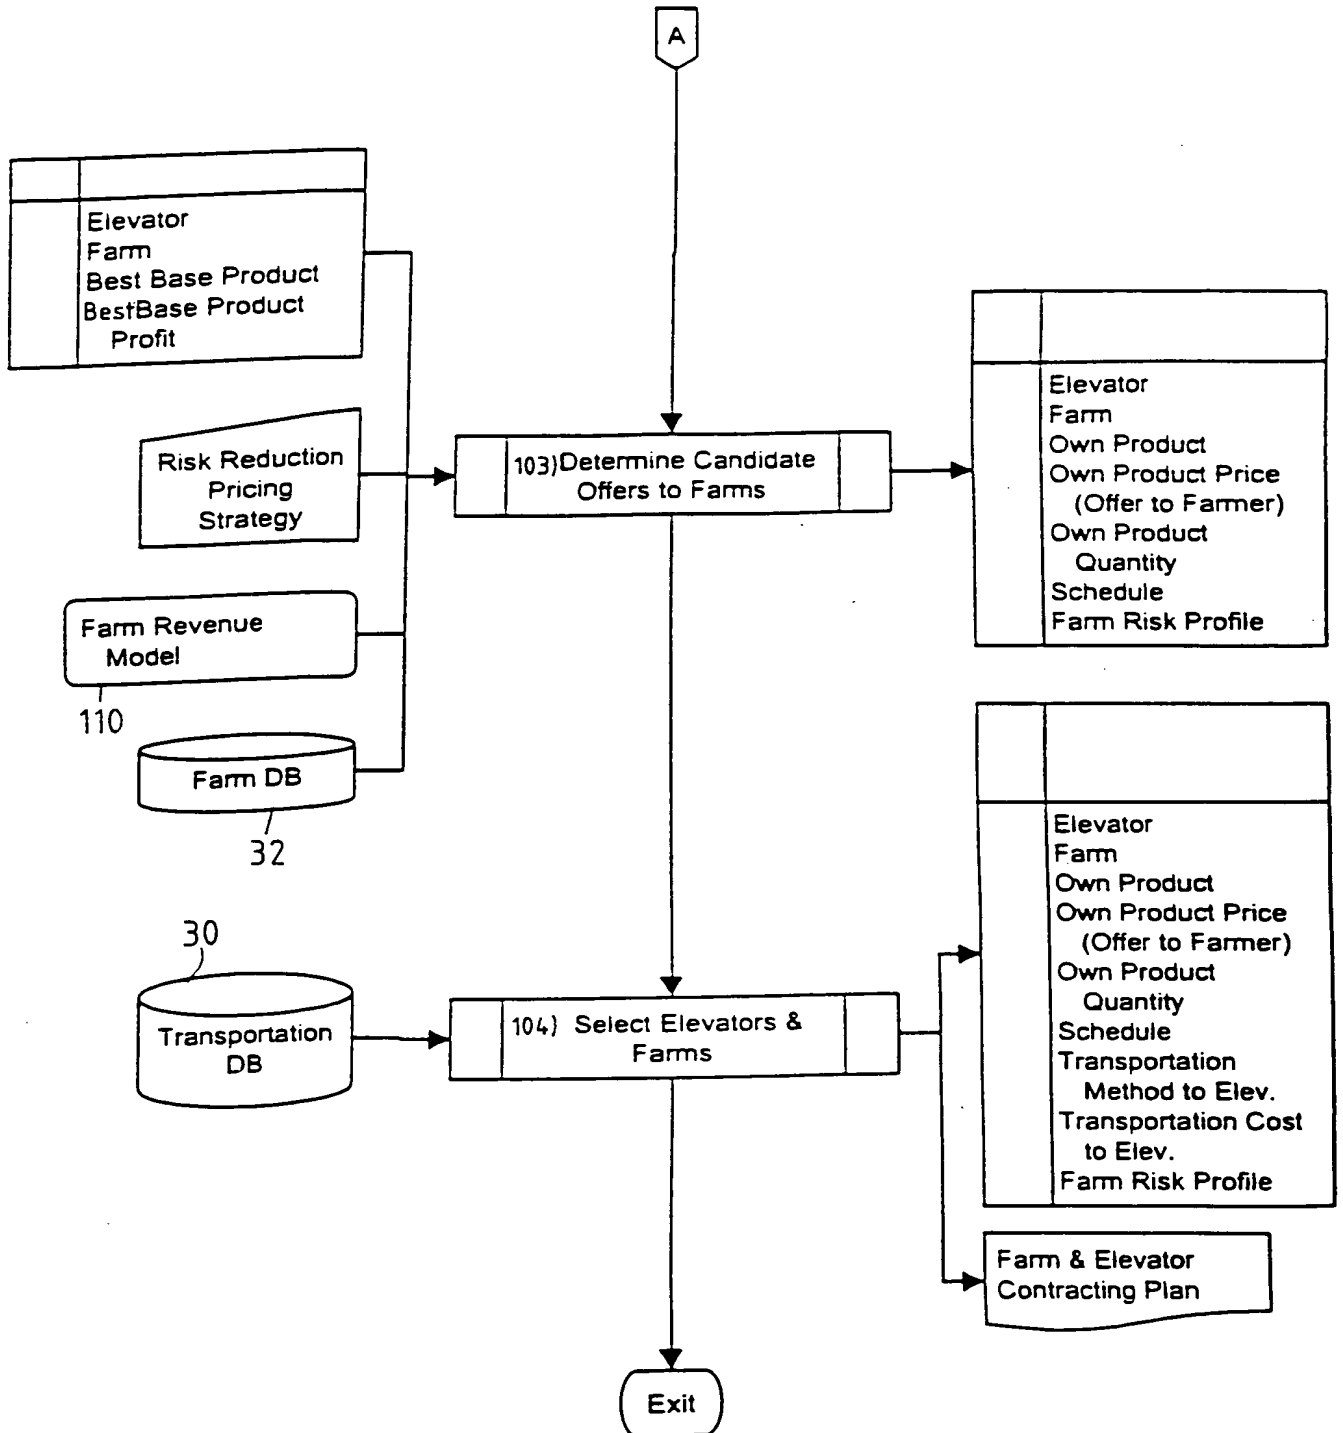 A
Elevator
Farm
Best Base Product
BestBase Product
Profit
Risk Reduction
Pricing
Strategy
Farm Revenue
Model
110
Farm DB
32
103) Determine Candidate
Offers to Farms
Elevator
Farm
Own Product
Own Product Price
(Offer to Farmer)
Own Product
Quantity
Schedule
Farm Risk Profile
30
Transportation
DB
104) Select Elevators &
Farms
Elevator
Farm
Own Product
Own Product Price
(Offer to Farmer)
Own Product
Quantity
Schedule
Transportation
Method to Elev.
Transportation Cost
to Elev.
Farm Risk Profile
Farm & Elevator
Contracting Plan
Exit